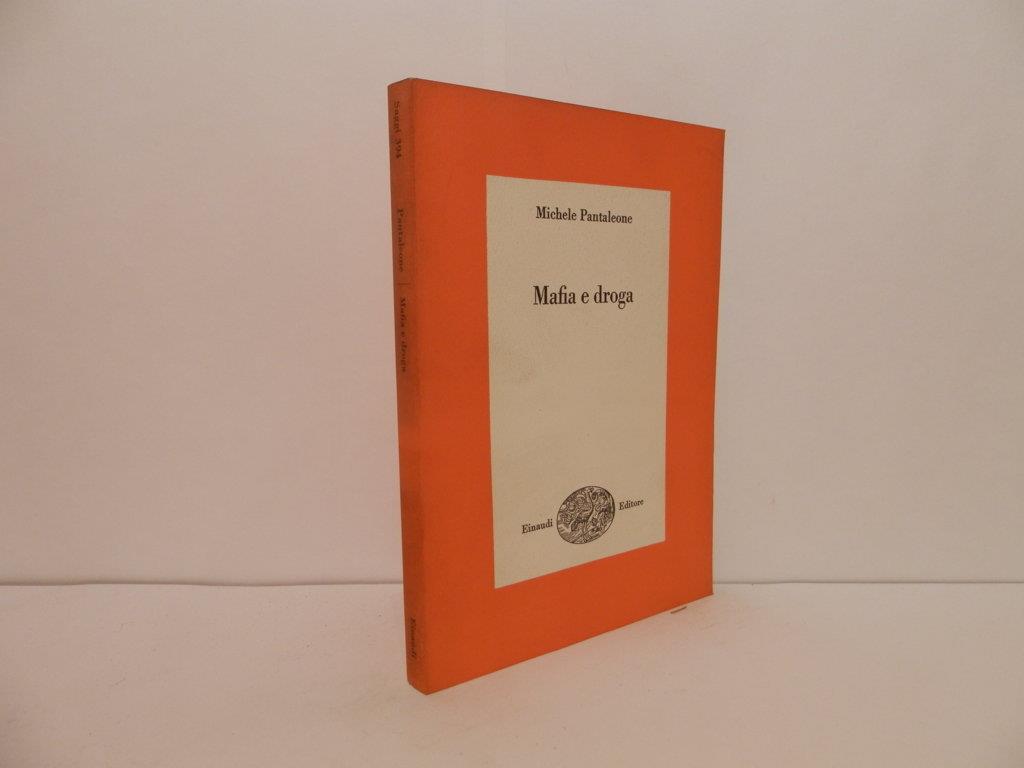 Michele Pantaleone
Mafia e droga
Einaudi
Editore
Saggi 394
Pantaleone | Mafia e droga
Einaudi